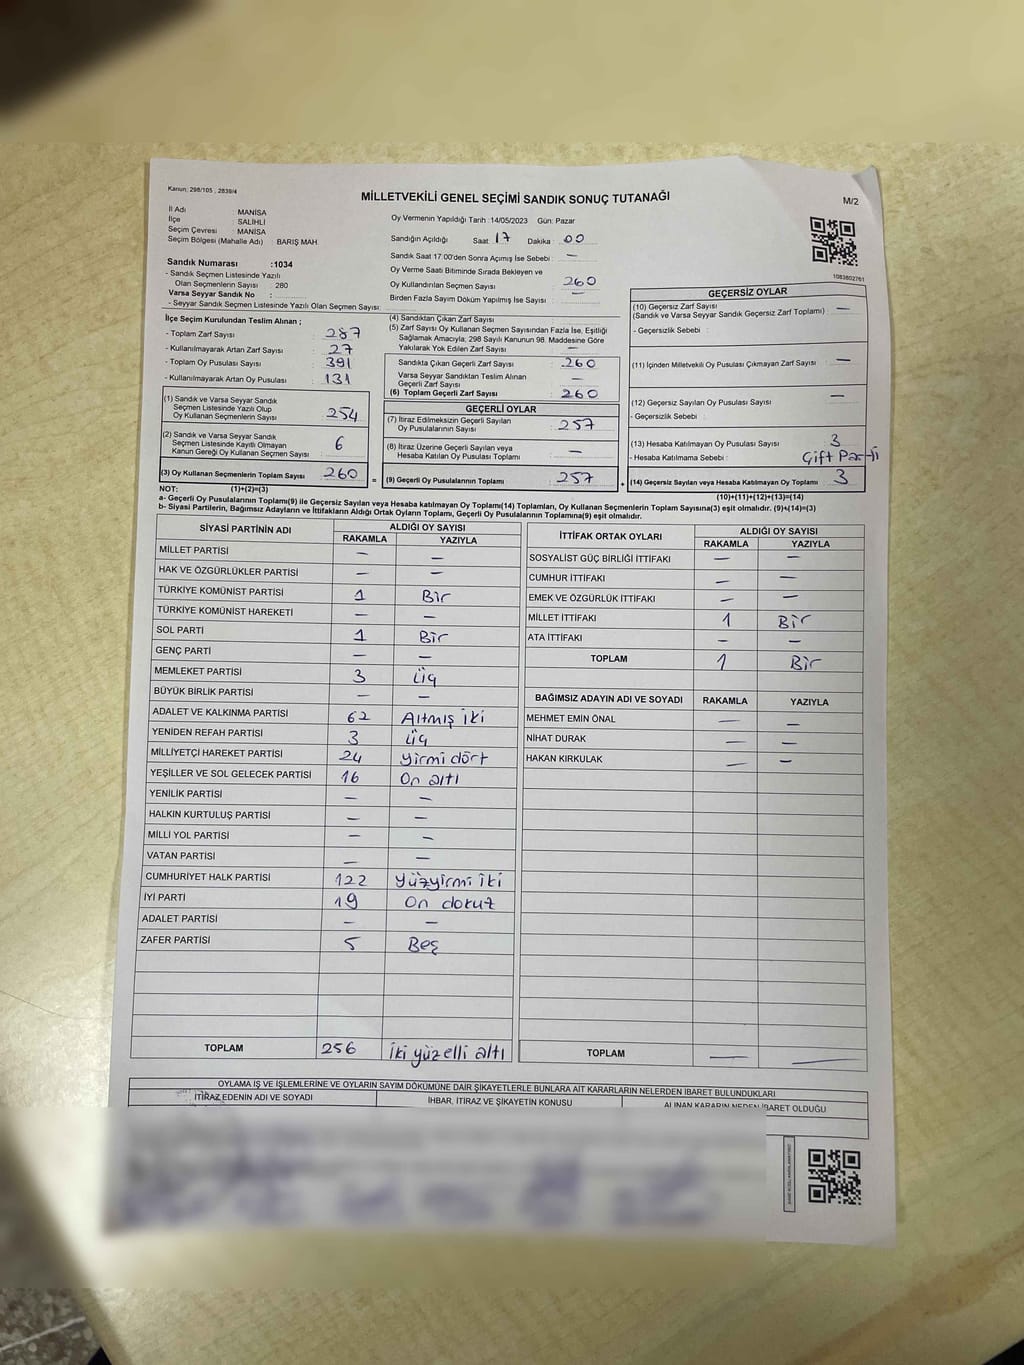 Kanun: 298/105 , 2839/4
MİLLETVEKİLİ GENEL SEÇİMİ SANDIK SONUÇ TUTANAĞI
M/2
İl Adı : MANİSA
İlçe : SALİHLİ
Seçim Çevresi : MANİSA
Seçim Bölgesi (Mahalle Adı) : BARIŞ MAH.
Sandık Numarası :1034
- Sandık Seçmen Listesinde Yazılı
Olan Seçmenlerin Sayısı : 280
Varsa Seyyar Sandık No :
- Seyyar Sandık Seçmen Listesinde Yazılı Olan Seçmen Sayısı:
Oy Vermenin Yapıldığı Tarih :14/05/2023 Gün: Pazar
Sandığın Açıldığı Saat : 17 Dakika : 00
Sandık Saat 17:00'den Sonra Açımış İse Sebebi : —
Oy Verme Saati Bitiminde Sırada Bekleyen ve
Oy Kullandırılan Seçmen Sayısı : 260
Birden Fazla Sayım Döküm Yapılmış İse Sayısı : —
1083802761
İlçe Seçim Kurulundan Teslim Alınan ;
- Toplam Zarf Sayısı : 287
- Kullanılmayarak Artan Zarf Sayısı : 27
- Toplam Oy Pusulası Sayısı : 391
- Kullanılmayarak Artan Oy Pusulası : 131
(1) Sandık ve Varsa Seyyar Sandık
Seçmen Listesinde Yazılı Olup
Oy Kullanan Seçmenlerin Sayısı : 254
(2) Sandık ve Varsa Seyyar Sandık
Seçmen Listesinde Kayıtlı Olmayan
Kanun Gereği Oy Kullanan Seçmen Sayısı : 6
(3) Oy Kullanan Seçmenlerin Toplam Sayısı : 260 =
(4) Sandıktan Çıkan Zarf Sayısı :
(5) Zarf Sayısı Oy Kullanan Seçmen Sayısından Fazla İse, Eşitliği
Sağlamak Amacıyla; 298 Sayılı Kanunun 98. Maddesine Göre
Yakılarak Yok Edilen Zarf Sayısı : —
Sandıkta Çıkan Geçerli Zarf Sayısı : 260
Varsa Seyyar Sandıktan Teslim Alınan
Geçerli Zarf Sayısı : —
(6) Toplam Geçerli Zarf Sayısı : 260
GEÇERLİ OYLAR
(7) İtiraz Edilmeksizin Geçerli Sayılan
Oy Pusulalarının Sayısı : 257
(8) İtiraz Üzerine Geçerli Sayılan veya
Hesaba Katılan Oy Pusulası Toplamı : —
(9) Geçerli Oy Pusulalarının Toplamı : 257 +
GEÇERSİZ OYLAR
(10) Geçersiz Zarf Sayısı
(Sandık ve Varsa Seyyar Sandık Geçersiz Zarf Toplamı) : —
- Geçersizlik Sebebi :
(11) İçinden Milletvekili Oy Pusulası Çıkmayan Zarf Sayısı : —
(12) Geçersiz Sayılan Oy Pusulası Sayısı : —
- Geçersizlik Sebebi :
(13) Hesaba Katılmayan Oy Pusulası Sayısı : 3
- Hesaba Katılmama Sebebi : Çift Parti
(14) Geçersiz Sayılan veya Hesaba Katılmayan Oy Toplamı : 3
NOT: (1)+(2)=(3)
(10)+(11)+(12)+(13)=(14)
a- Geçerli Oy Pusulalarının Toplamı(9) ile Geçersiz Sayılan veya Hesaba Katılmayan Oy Toplamı(14) Toplamları, Oy Kullanan Seçmenlerin Toplam Sayısına(3) eşit olmalıdır. (9)+(14)=(3)
b- Siyasi Partilerin, Bağımsız Adayların ve İttifakların Aldığı Ortak Oyların Toplamı, Geçerli Oy Pusulalarının Toplamına(9) eşit olmalıdır.
SİYASİ PARTİNİN ADI ALDIĞI OY SAYISI
RAKAMLA YAZIYLA
MİLLET PARTİSİ — —
HAK VE ÖZGÜRLÜKLER PARTİSİ — —
TÜRKİYE KOMÜNİST PARTİSİ 1 Bir
TÜRKİYE KOMÜNİST HAREKETİ — —
SOL PARTİ 1 Bir
GENÇ PARTİ — —
MEMLEKET PARTİSİ 3 üç
BÜYÜK BİRLİK PARTİSİ — —
ADALET VE KALKINMA PARTİSİ 62 Altmış iki
YENİDEN REFAH PARTİSİ 3 üç
MİLLİYETÇİ HAREKET PARTİSİ 24 yirmi dört
YEŞİLLER VE SOL GELECEK PARTİSİ 16 On altı
YENİLİK PARTİSİ — —
HALKIN KURTULUŞ PARTİSİ — —
MİLLİ YOL PARTİSİ — —
VATAN PARTİSİ — —
CUMHURİYET HALK PARTİSİ 122 Yüzyirmi iki
İYİ PARTİ 19 On dokuz
ADALET PARTİSİ — —
ZAFER PARTİSİ 5 Beş
TOPLAM 256 iki yüzelli altı
İTTİFAK ORTAK OYLARI ALDIĞI OY SAYISI
RAKAMLA YAZIYLA
SOSYALİST GÜÇ BİRLİĞİ İTTİFAKI — —
CUMHUR İTTİFAKI — —
EMEK VE ÖZGÜRLÜK İTTİFAKI — —
MİLLET İTTİFAKI 1 Bir
ATA İTTİFAKI — —
TOPLAM 1 Bir
BAĞIMSIZ ADAYIN ADI VE SOYADI RAKAMLA YAZIYLA
MEHMET EMİN ÖNAL — —
NİHAT DURAK — —
HAKAN KIRKULAK — —
TOPLAM — —
OYLAMA İŞ VE İŞLEMLERİNE VE OYLARIN SAYIM DÖKÜMÜNE DAİR ŞİKAYETLERLE BUNLARA AİT KARARLARIN NELERDEN İBARET BULUNDUKLARI
İTİRAZ EDENİN ADI VE SOYADI İHBAR, İTİRAZ VE ŞİKAYETİN KONUSU ALINAN KARARIN NEDEN İBARET OLDUĞU